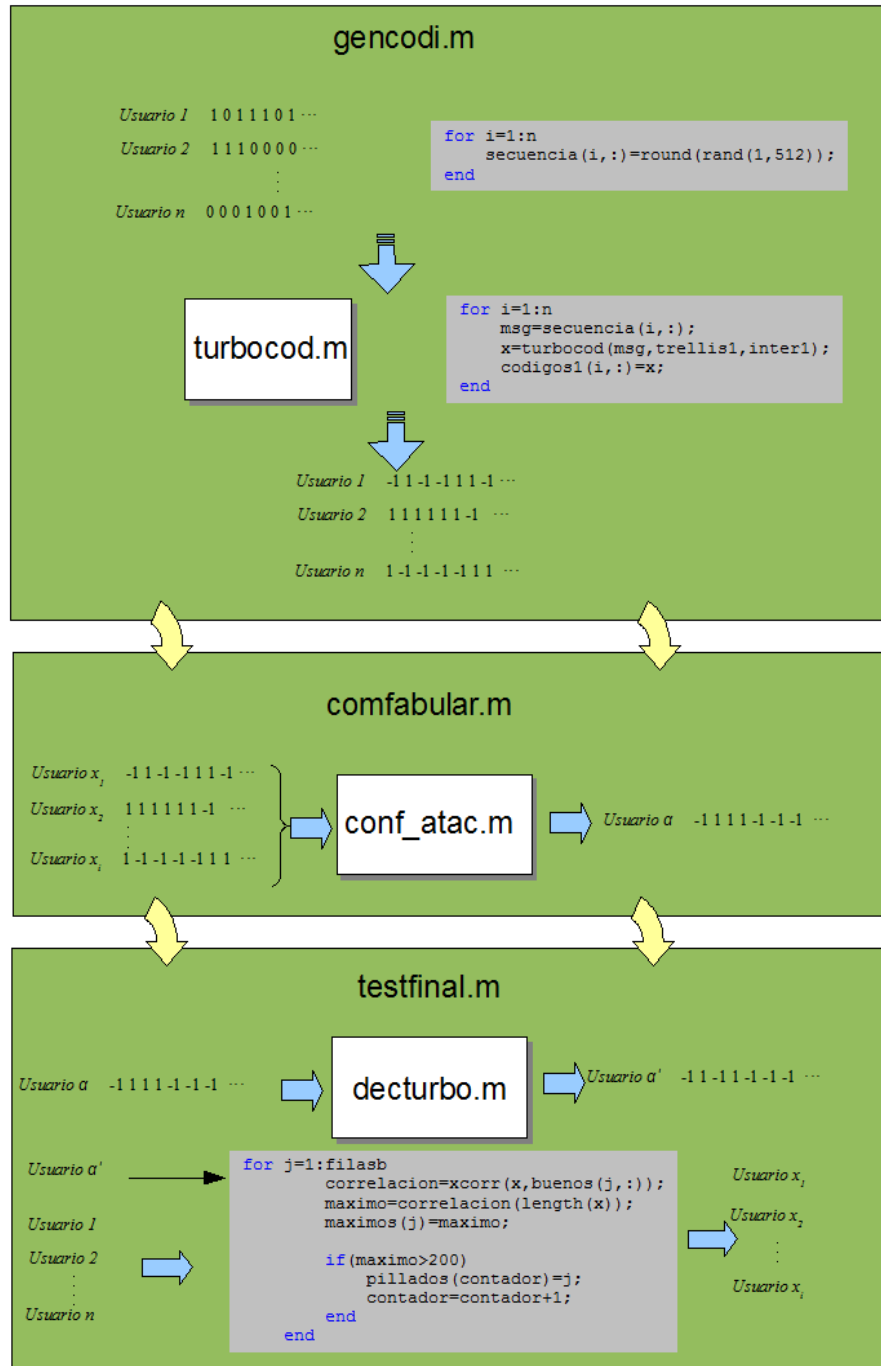 gencodi.m
Usuario 1 1 0 1 1 1 0 1 ...
Usuario 2 1 1 1 0 0 0 0 ...
⋮
Usuario n 0 0 0 1 0 0 1 ...
for i=1:n
secuencia(i,:)=round(rand(1,512));
end
turbocod.m
for i=1:n
msg=secuencia(i,:);
x=turbocod(msg,trellis1,inter1);
codigos1(i,:)=x;
end
Usuario 1 -1 1 -1 -1 1 1 -1 ...
Usuario 2 1 1 1 1 1 1 -1 ...
⋮
Usuario n 1 -1 -1 -1 -1 1 1 ...
comfabular.m
Usuario x1 -1 1 -1 -1 1 1 -1 ...
Usuario x2 1 1 1 1 1 1 -1 ...
⋮
Usuario xi 1 -1 -1 -1 -1 1 1 ...
conf_atac.m
Usuario α -1 1 1 1 -1 -1 -1 ...
testfinal.m
Usuario α -1 1 1 1 -1 -1 -1 ...
decturbo.m
Usuario α' -1 1 -1 1 -1 -1 -1 ...
Usuario α'
Usuario 1
Usuario 2
⋮
Usuario n
for j=1:filasb
correlacion=xcorr(x,buenos(j,:));
maximo=correlacion(length(x));
maximos(j)=maximo;
if(maximo>200)
pillados(contador)=j;
contador=contador+1;
end
end
Usuario x1
Usuario x2
⋮
Usuario xi